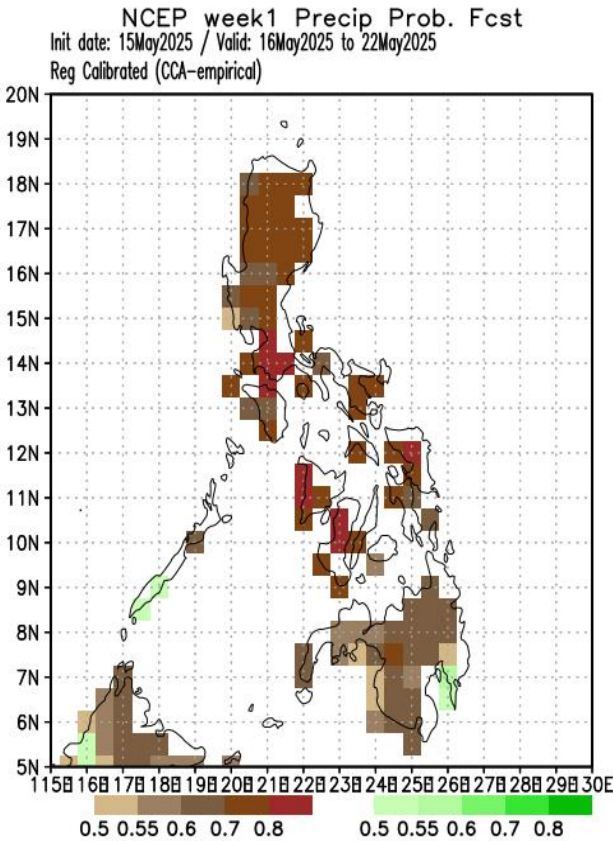 NCEP week1 Precip Prob. Fcst
Init date: 15May2025 / Valid: 16May2025 to 22May2025
Reg Calibrated (CCA-empirical)
20N
19N
18N
17N
16N
15N
14N
13N
12N
11N
10N
9N
8N
7N
6N
5N
115E 116E 117E 118E 119E 120E 121E 122E 123E 124E 125E 126E 127E 128E 129E 130E
0.5 0.55 0.6 0.7 0.8 0.5 0.55 0.6 0.7 0.8